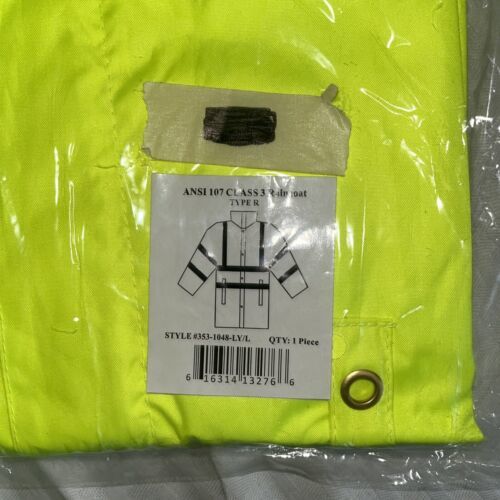 ANSI 107 CLASS 3 Raincoat
TYPE R
STYLE #353-1048-LY/L QTY: 1 Piece
6 16314 13276 6